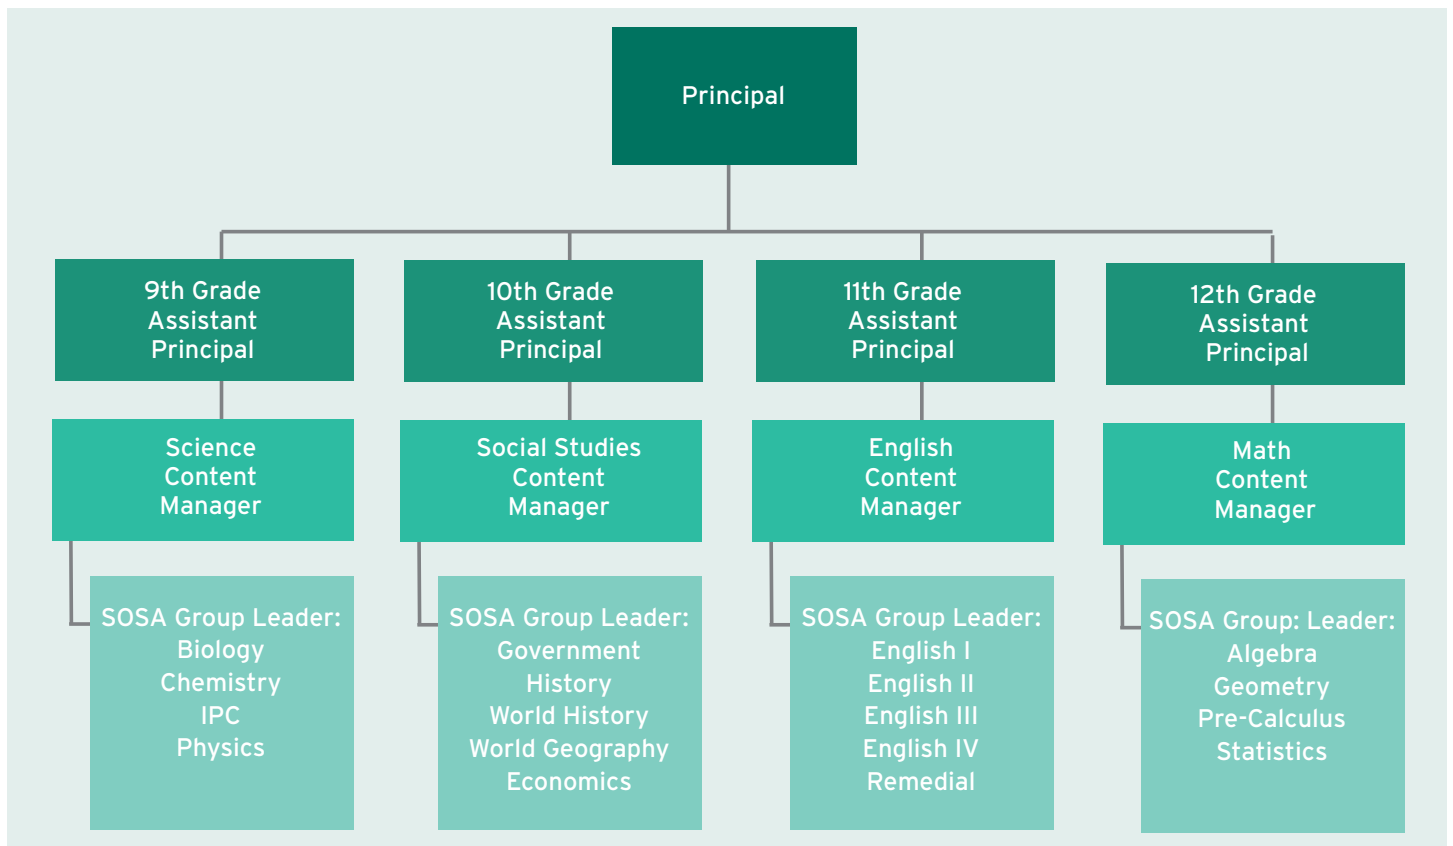 Principal
9th Grade
Assistant
Principal
10th Grade
Assistant
Principal
11th Grade
Assistant
Principal
12th Grade
Assistant
Principal
Science
Content
Manager
Social Studies
Content
Manager
English
Content
Manager
Math
Content
Manager
SOSA Group Leader:
Biology
Chemistry
IPC
Physics
SOSA Group Leader:
Government
History
World History
World Geography
Economics
SOSA Group Leader:
English I
English II
English III
English IV
Remedial
SOSA Group: Leader:
Algebra
Geometry
Pre-Calculus
Statistics